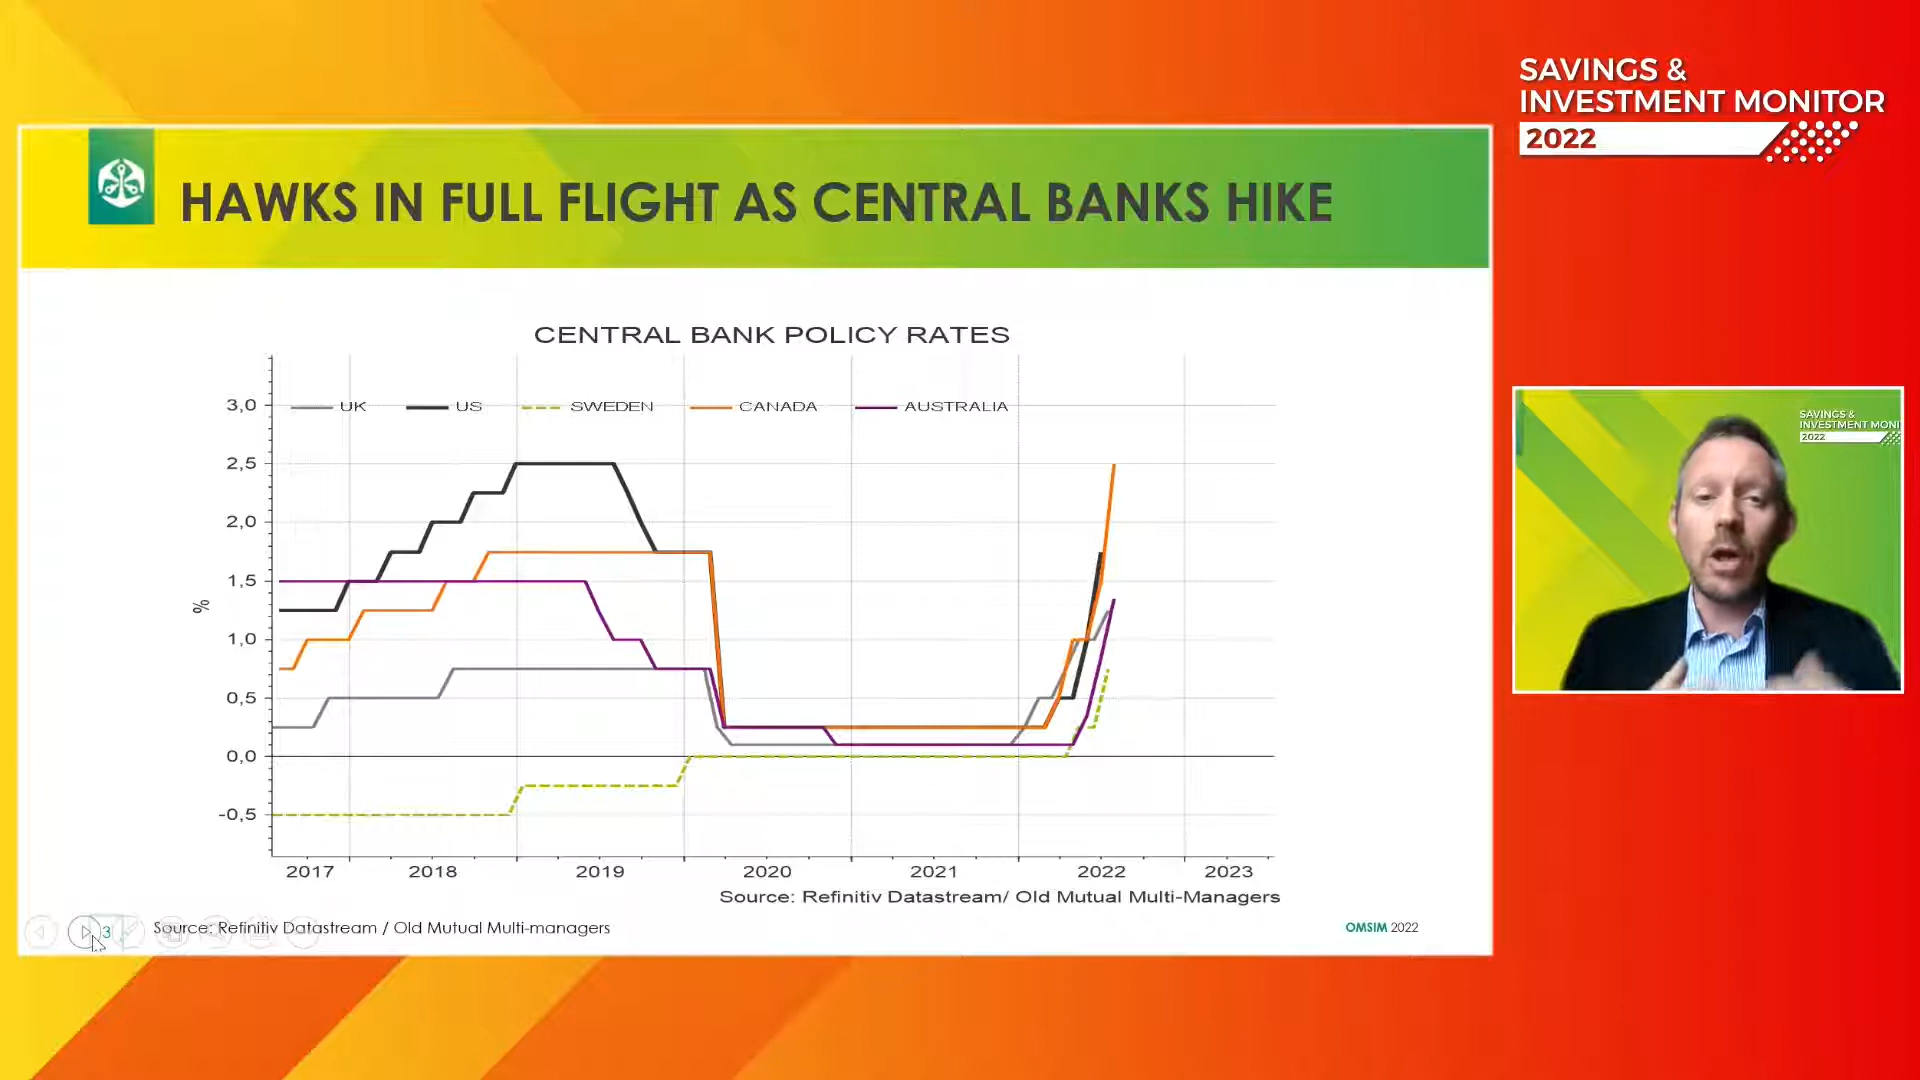 SAVINGS &
INVESTMENT MONITOR
2022
HAWKS IN FULL FLIGHT AS CENTRAL BANKS HIKE
CENTRAL BANK POLICY RATES
UK US SWEDEN CANADA AUSTRALIA
3,0
2,5
2,0
1,5
1,0
0,5
0,0
-0,5
%
2017 2018 2019 2020 2021 2022 2023
Source: Refinitiv Datastream/ Old Mutual Multi-Managers
3 Source: Refinitiv Datastream / Old Mutual Multi-managers
OMSIM 2022
SAVINGS &
INVESTMENT MONI
2022